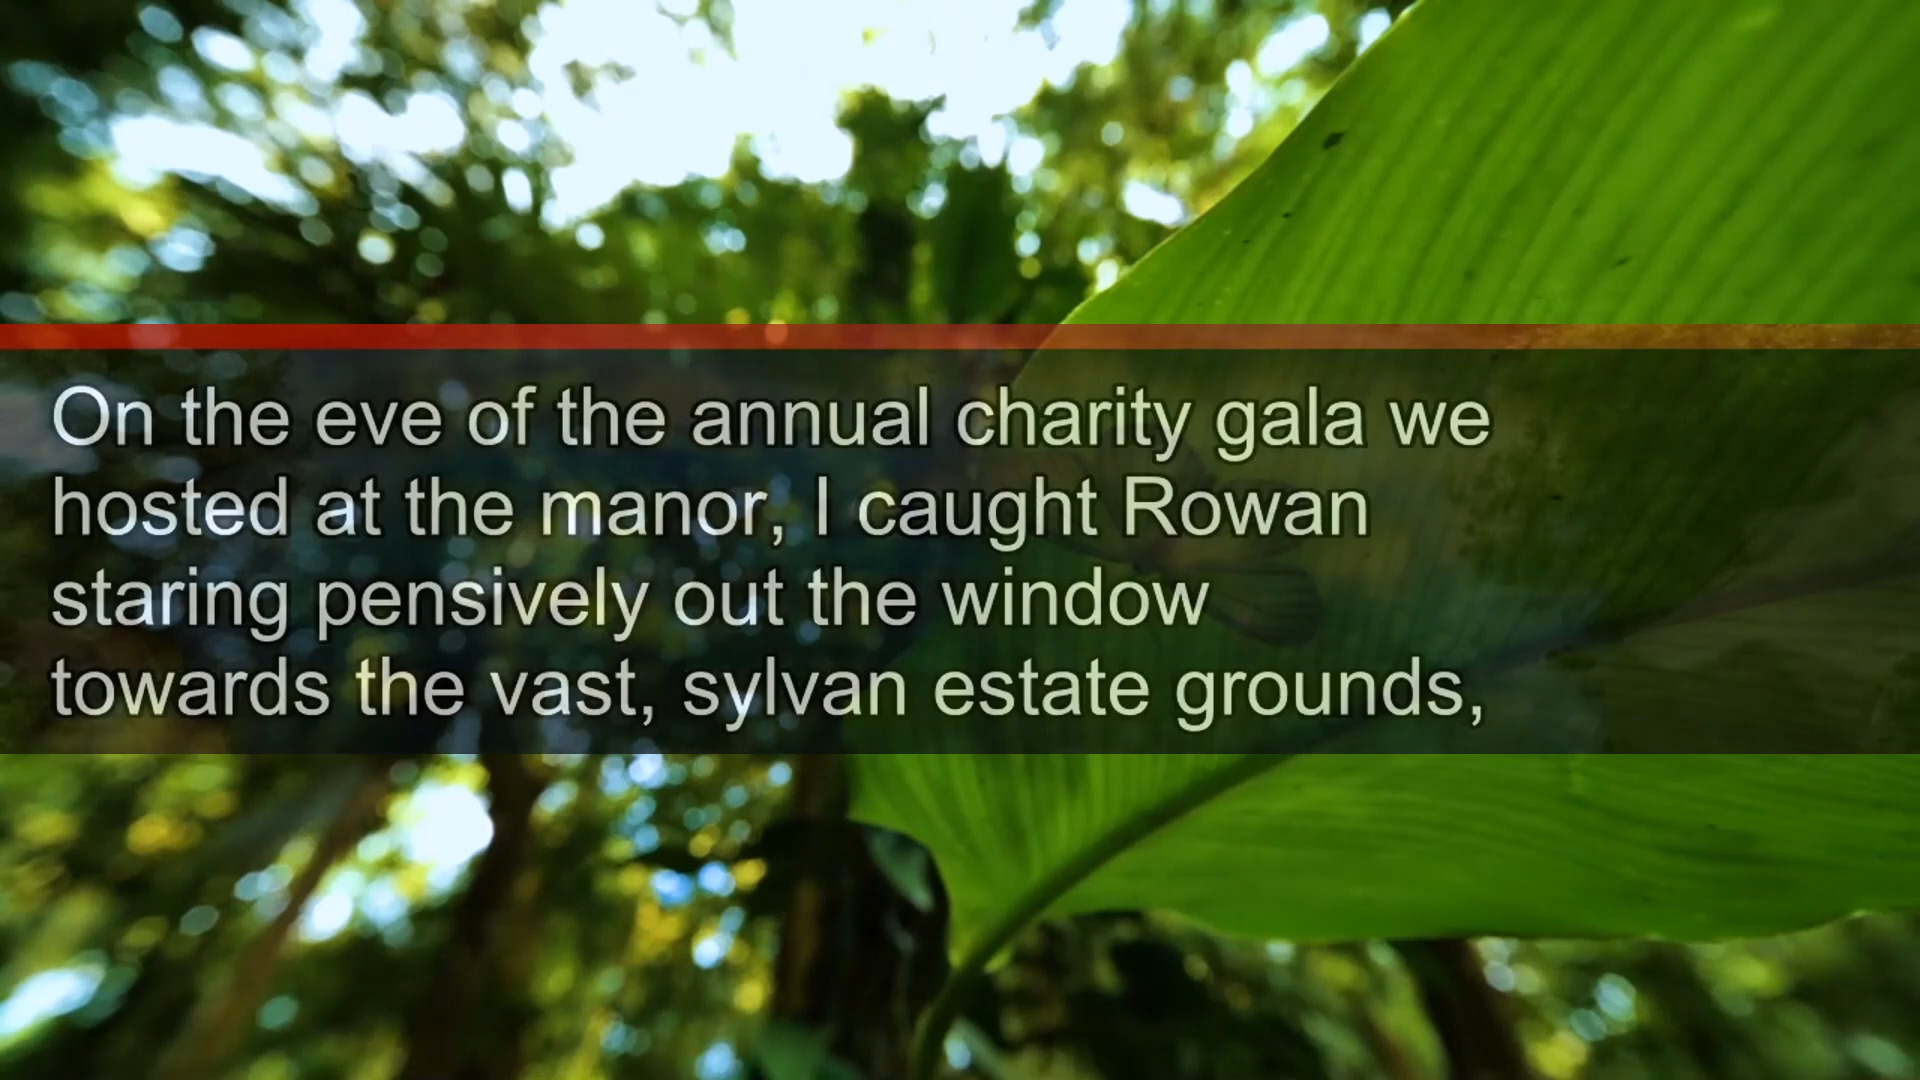 On the eve of the annual charity gala we
hosted at the manor, I caught Rowan
staring pensively out the window
towards the vast, sylvan estate grounds,